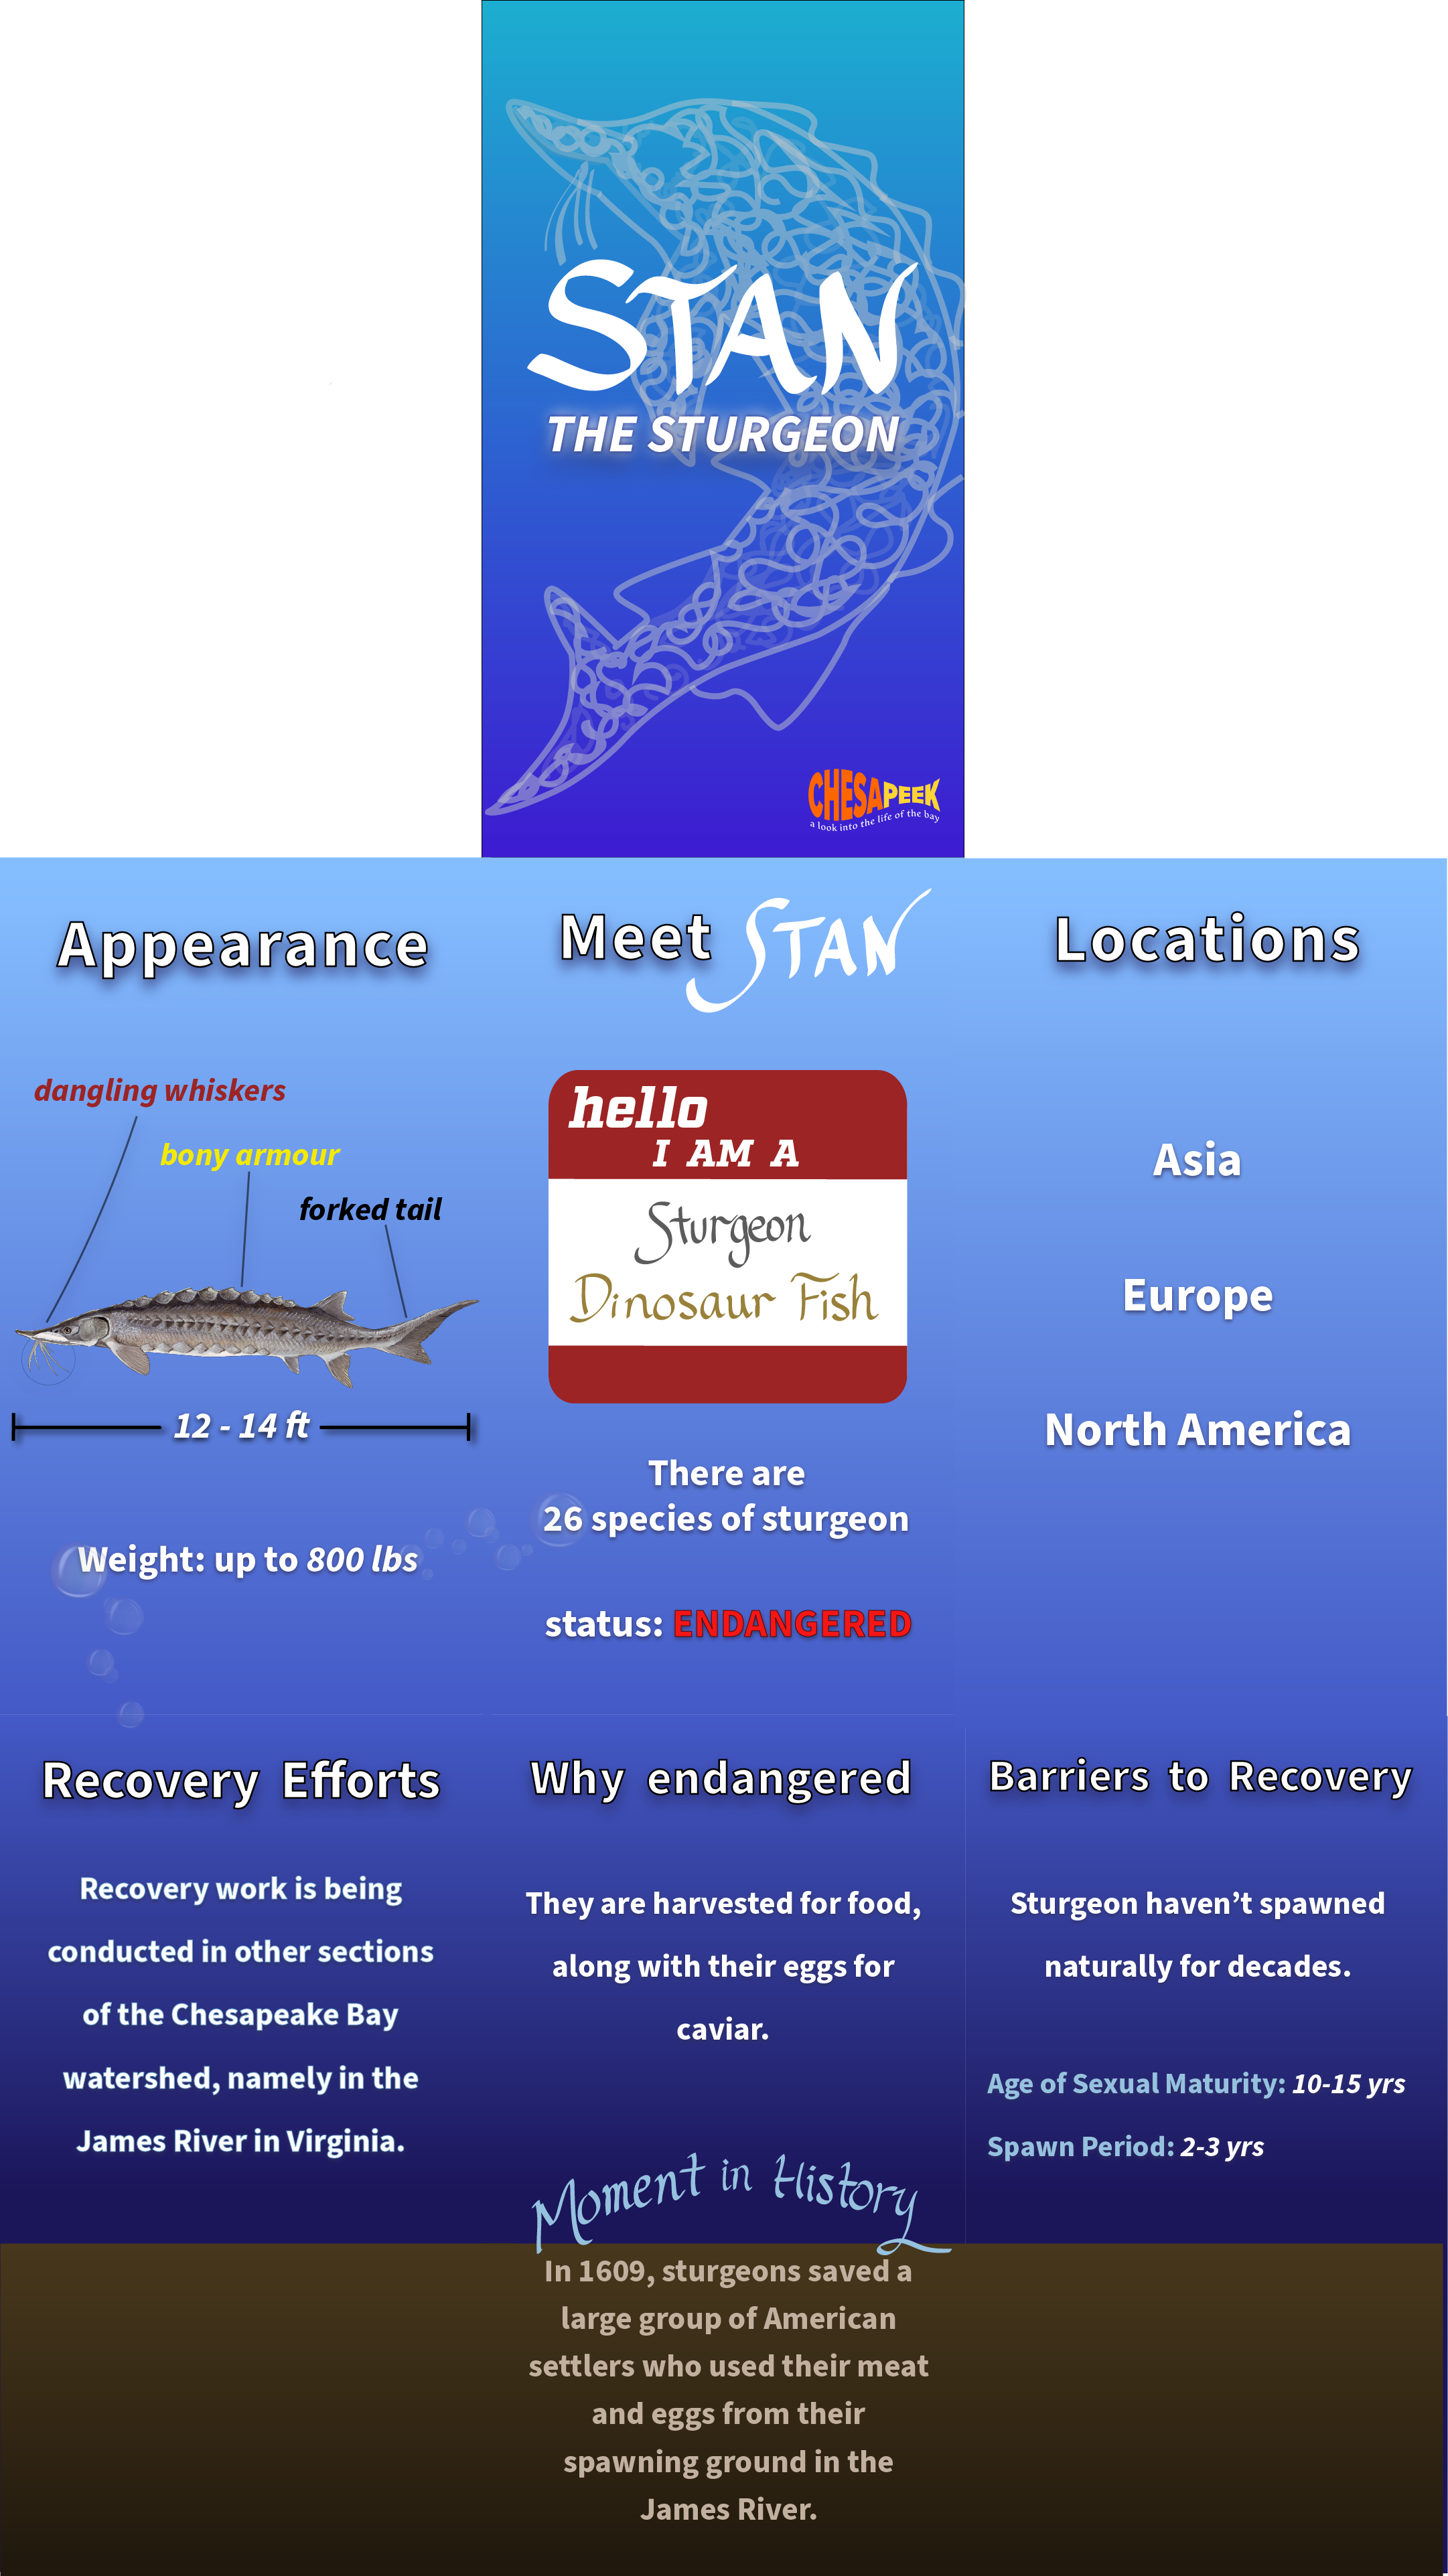 STAN
THE STURGEON
CHESAPEEK
a look into the life of the bay
Appearance
dangling whiskers
bony armour
forked tail
12 - 14 ft
Weight: up to 800 lbs
Meet STAN
hello
I AM A
Sturgeon
Dinosaur Fish
There are
26 species of sturgeon
status: ENDANGERED
Locations
Asia
Europe
North America
Recovery Efforts
Recovery work is being
conducted in other sections
of the Chesapeake Bay
watershed, namely in the
James River in Virginia.
Why endangered
They are harvested for food,
along with their eggs for
caviar.
Barriers to Recovery
Sturgeon haven’t spawned
naturally for decades.
Age of Sexual Maturity: 10-15 yrs
Spawn Period: 2-3 yrs
Moment in History
In 1609, sturgeons saved a
large group of American
settlers who used their meat
and eggs from their
spawning ground in the
James River.